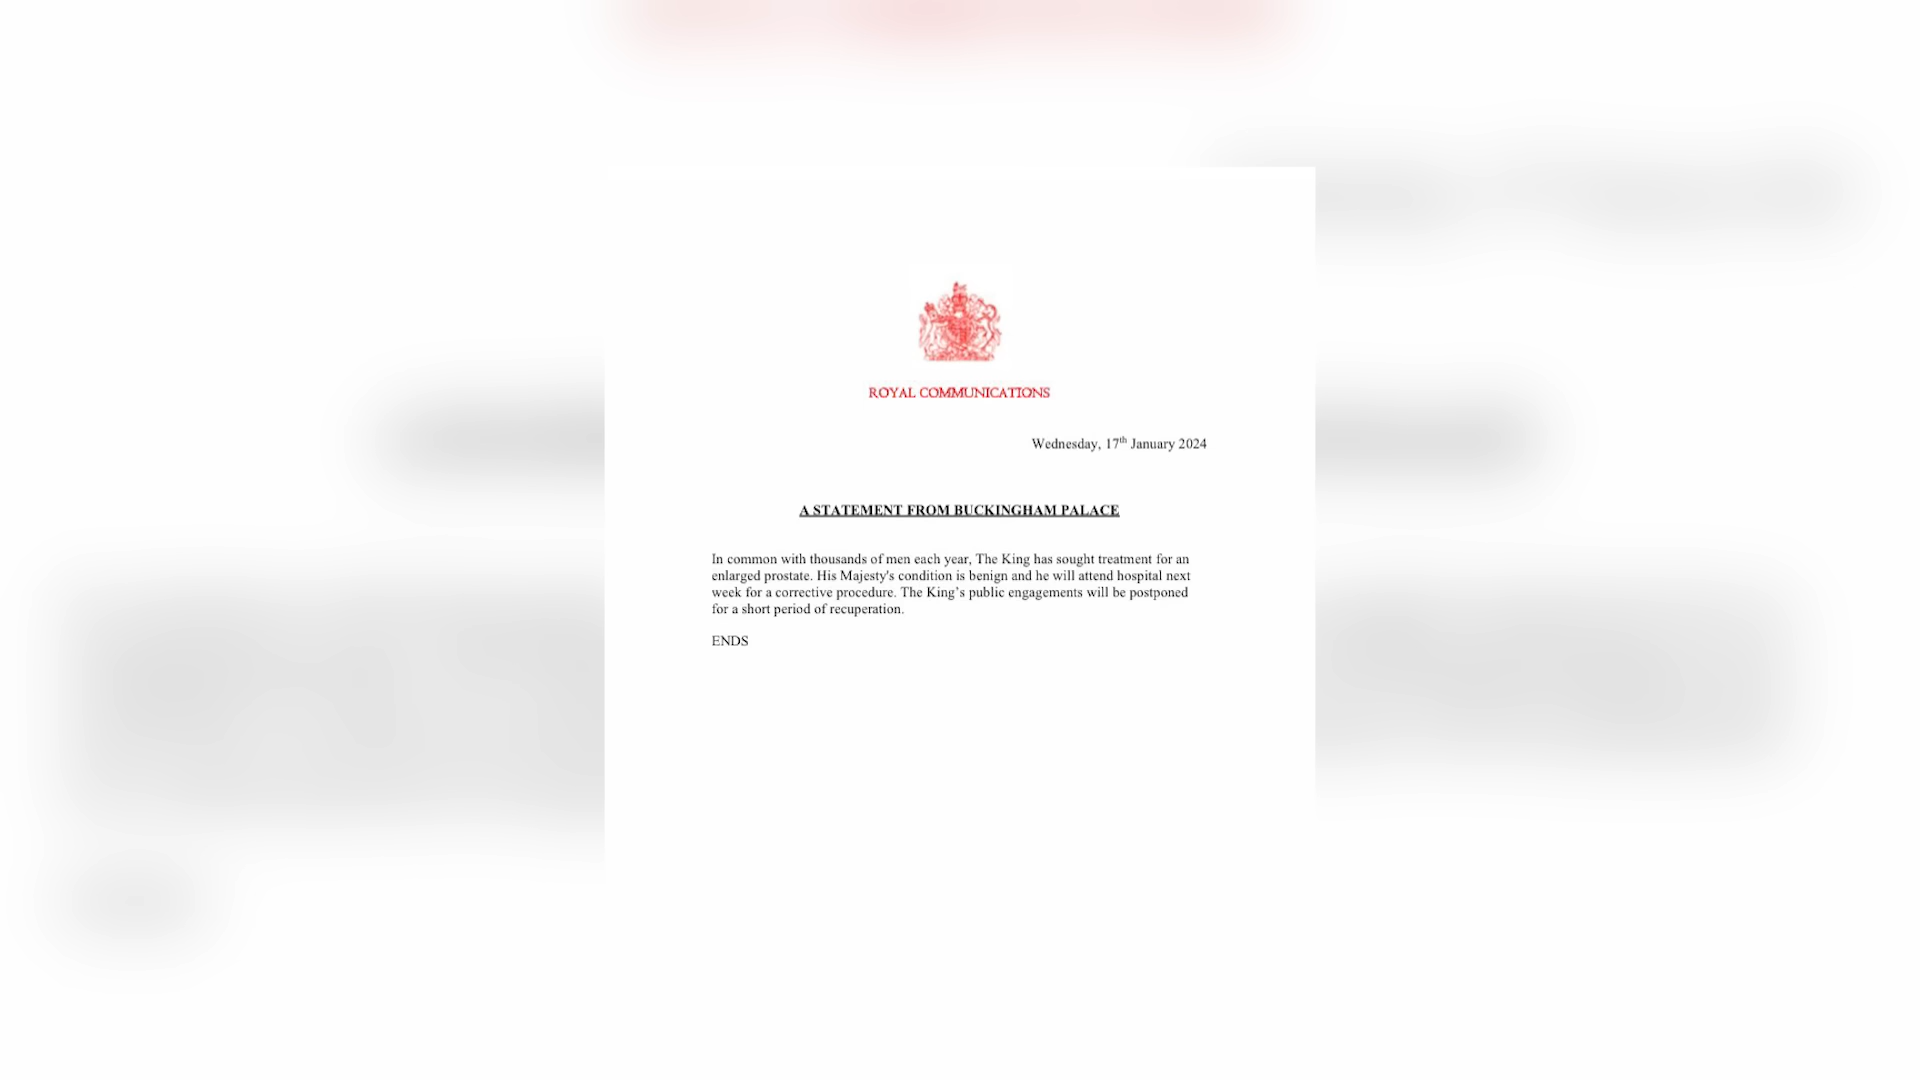 ROYAL COMMUNICATIONS
Wednesday, 17th January 2024
A STATEMENT FROM BUCKINGHAM PALACE
In common with thousands of men each year, The King has sought treatment for an
enlarged prostate. His Majesty's condition is benign and he will attend hospital next
week for a corrective procedure. The King’s public engagements will be postponed
for a short period of recuperation.
ENDS